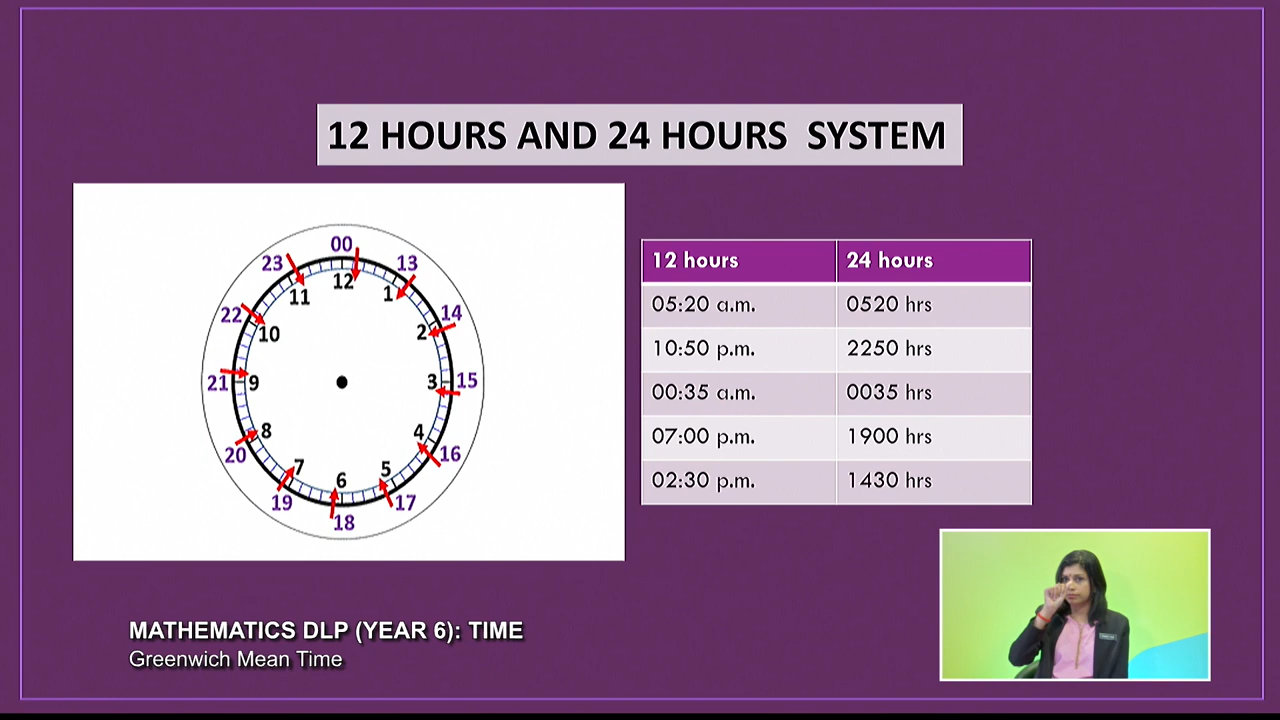 12 HOURS AND 24 HOURS SYSTEM
00
23
13
12
11
1
22
14
10
2
21
9
3
15
8
4
20
16
7
5
6
19
17
18
12 hours 24 hours
05:20 a.m. 0520 hrs
10:50 p.m. 2250 hrs
00:35 a.m. 0035 hrs
07:00 p.m. 1900 hrs
02:30 p.m. 1430 hrs
MATHEMATICS DLP (YEAR 6): TIME
Greenwich Mean Time